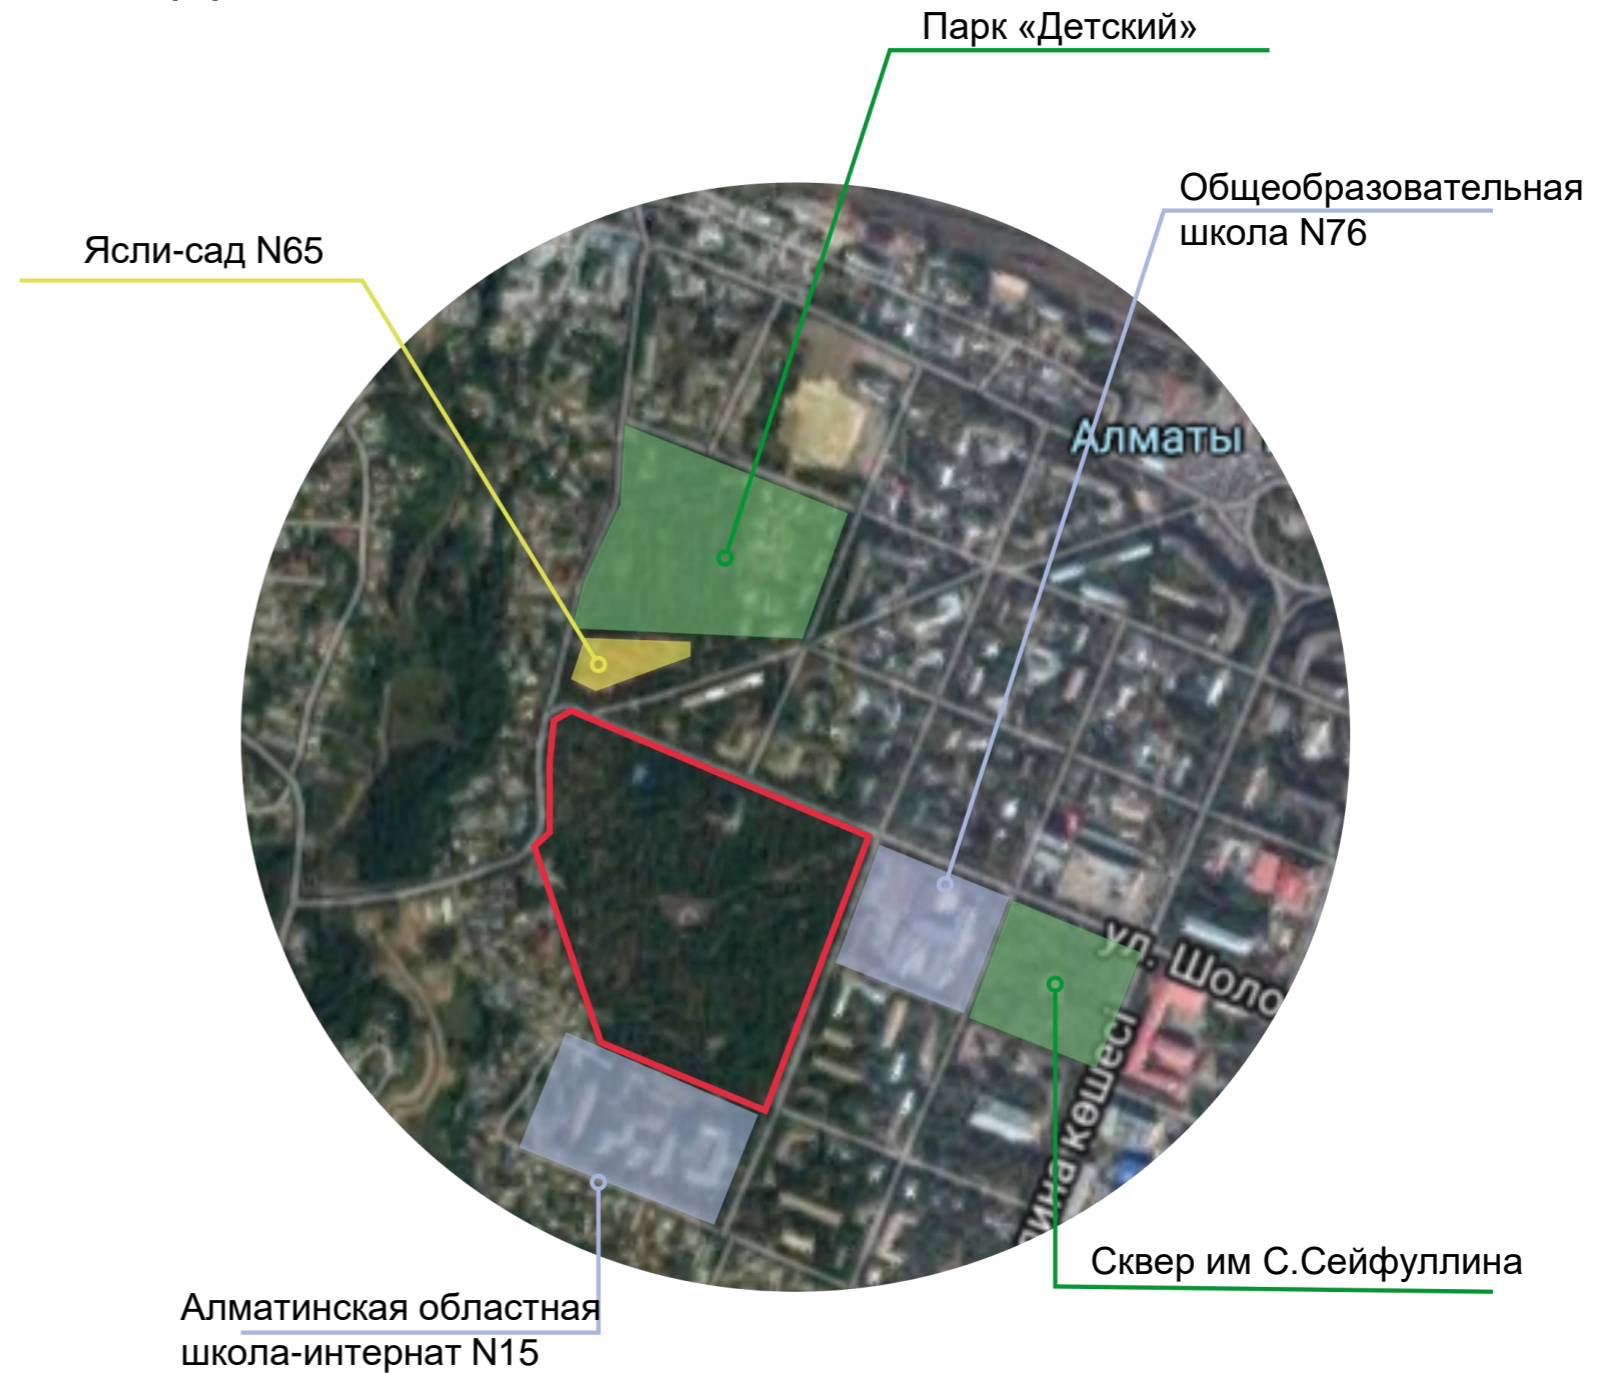 Парк «Детский»
Общеобразовательная
школа N76
Ясли-сад N65
Алматы
ул. Шоло
лина көшесі
Сквер им С.Сейфуллина
Алматинская областная
школа-интернат N15